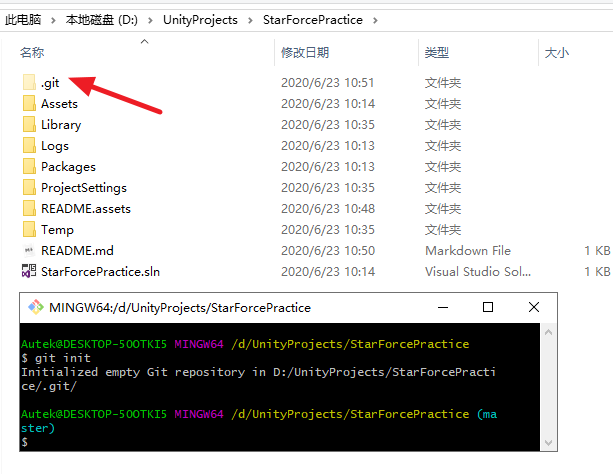 此电脑 > 本地磁盘 (D:) > UnityProjects > StarForcePractice >
名称 修改日期 类型 大小
.git 2020/6/23 10:51 文件夹
Assets 2020/6/23 10:14 文件夹
Library 2020/6/23 10:35 文件夹
Logs 2020/6/23 10:13 文件夹
Packages 2020/6/23 10:13 文件夹
ProjectSettings 2020/6/23 10:35 文件夹
README.assets 2020/6/23 10:48 文件夹
Temp 2020/6/23 10:35 文件夹
README.md 2020/6/23 10:50 Markdown File 1 KB
StarForcePractice.sln 2020/6/23 10:14 Visual Studio Sol... 1 KB
MINGW64:/d/UnityProjects/StarForcePractice
Autek@DESKTOP-5OOTKI5 MINGW64 /d/UnityProjects/StarForcePractice
$ git init
Initialized empty Git repository in D:/UnityProjects/StarForcePracti
ce/.git/
Autek@DESKTOP-5OOTKI5 MINGW64 /d/UnityProjects/StarForcePractice (ma
ster)
$